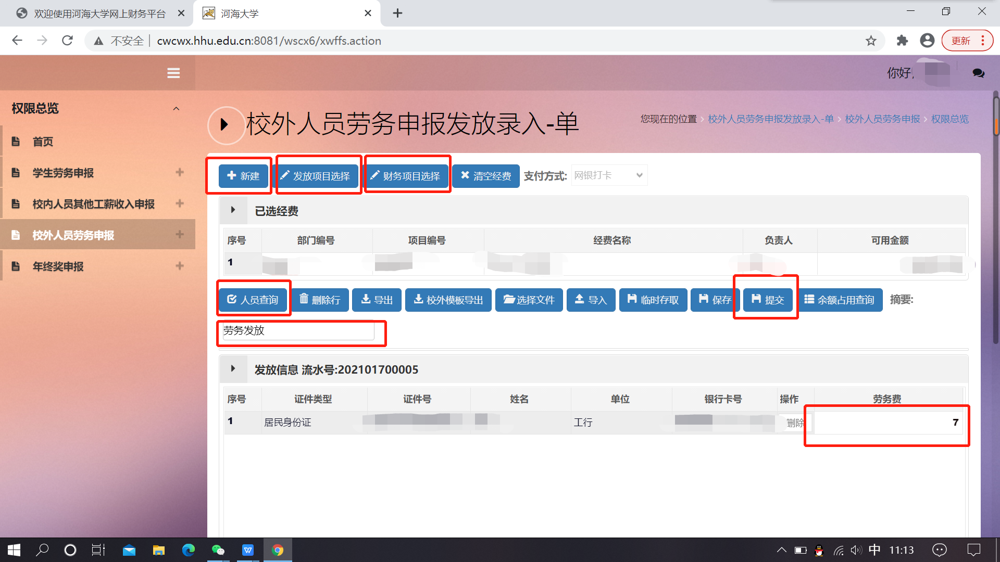 欢迎使用河海大学网上财务平台
河海大学
不安全 cwcwx.hhu.edu.cn:8081/wscx6/xwffs.action
更新
你好,
权限总览
首页
学生劳务申报
校内人员其他工薪收入申报
校外人员劳务申报
年终奖申报
校外人员劳务申报发放录入-单
您现在的位置 > 校外人员劳务申报发放录入-单 > 校外人员劳务申报 > 权限总览
新建 发放项目选择 财务项目选择 清空经费 支付方式: 网银打卡
已选经费
序号 部门编号 项目编号 经费名称 负责人 可用金额
1
人员查询 删除行 导出 校外模板导出 选择文件 导入 临时存取 保存 提交 余额占用查询 摘要:
劳务发放
发放信息 流水号:202101700005
序号 证件类型 证件号 姓名 单位 银行卡号 操作 劳务费
1 居民身份证 工行 删除 7
中 11:13